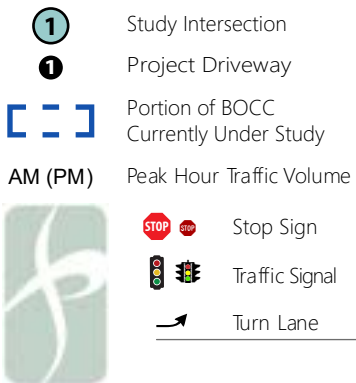 1 Study Intersection
1 Project Driveway
Portion of BOCC
Currently Under Study
AM (PM) Peak Hour Traffic Volume
STOP STOP Stop Sign
Traffic Signal
Turn Lane